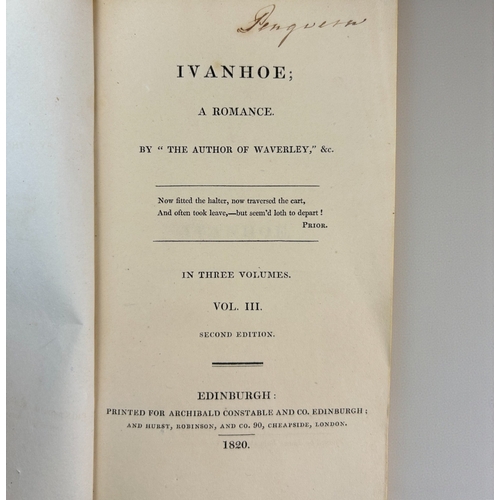 IVANHOE;
A ROMANCE.
BY " THE AUTHOR OF WAVERLEY," &c.
Now fitted the halter, now traversed the cart,
And often took leave,—but seem'd loth to depart!
PRIOR.
IN THREE VOLUMES.
VOL. III.
SECOND EDITION.
EDINBURGH:
PRINTED FOR ARCHIBALD CONSTABLE AND CO. EDINBURGH;
AND HURST, ROBINSON, AND CO. 90, CHEAPSIDE, LONDON.
1820.